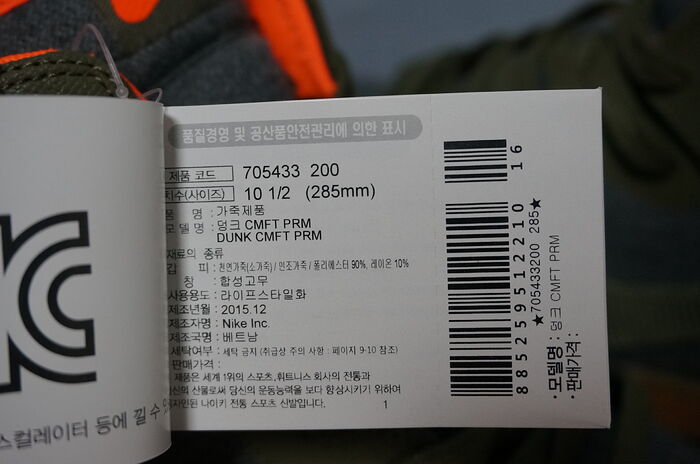 품질경영 및 공산품안전관리에 의한 표시
제품 코드 705433 200
치수(사이즈) 10 1/2 (285mm)
품 명 : 가죽제품
모 델 명 : 덩크 CMFT PRM
DUNK CMFT PRM
재료의 종류
갑 피 : 천연가죽(소가죽) / 인조가죽 / 폴리에스터 90%, 레이온 10%
창 : 합성고무
사용용도 : 라이프스타일화
제조년월 : 2015.12
제조자명 : Nike Inc.
제조국명 : 베트남
세탁여부 : 세탁 금지 (취급상 주의 사항 : 페이지 9-10 참조)
판매가격 :
제품은 세계 1위의 스포츠,휘트니스 회사의 전통과
신의 산물로써 당신의 운동능력을 보다 향상시키기 위하여
자인된 나이키 전통 스포츠 신발입니다.
1
8 85259512210 16
★705433200 285★
· 모델명 : 덩크 CMFT PRM
· 판매가격 :
스컬레이터 등에 낄 수